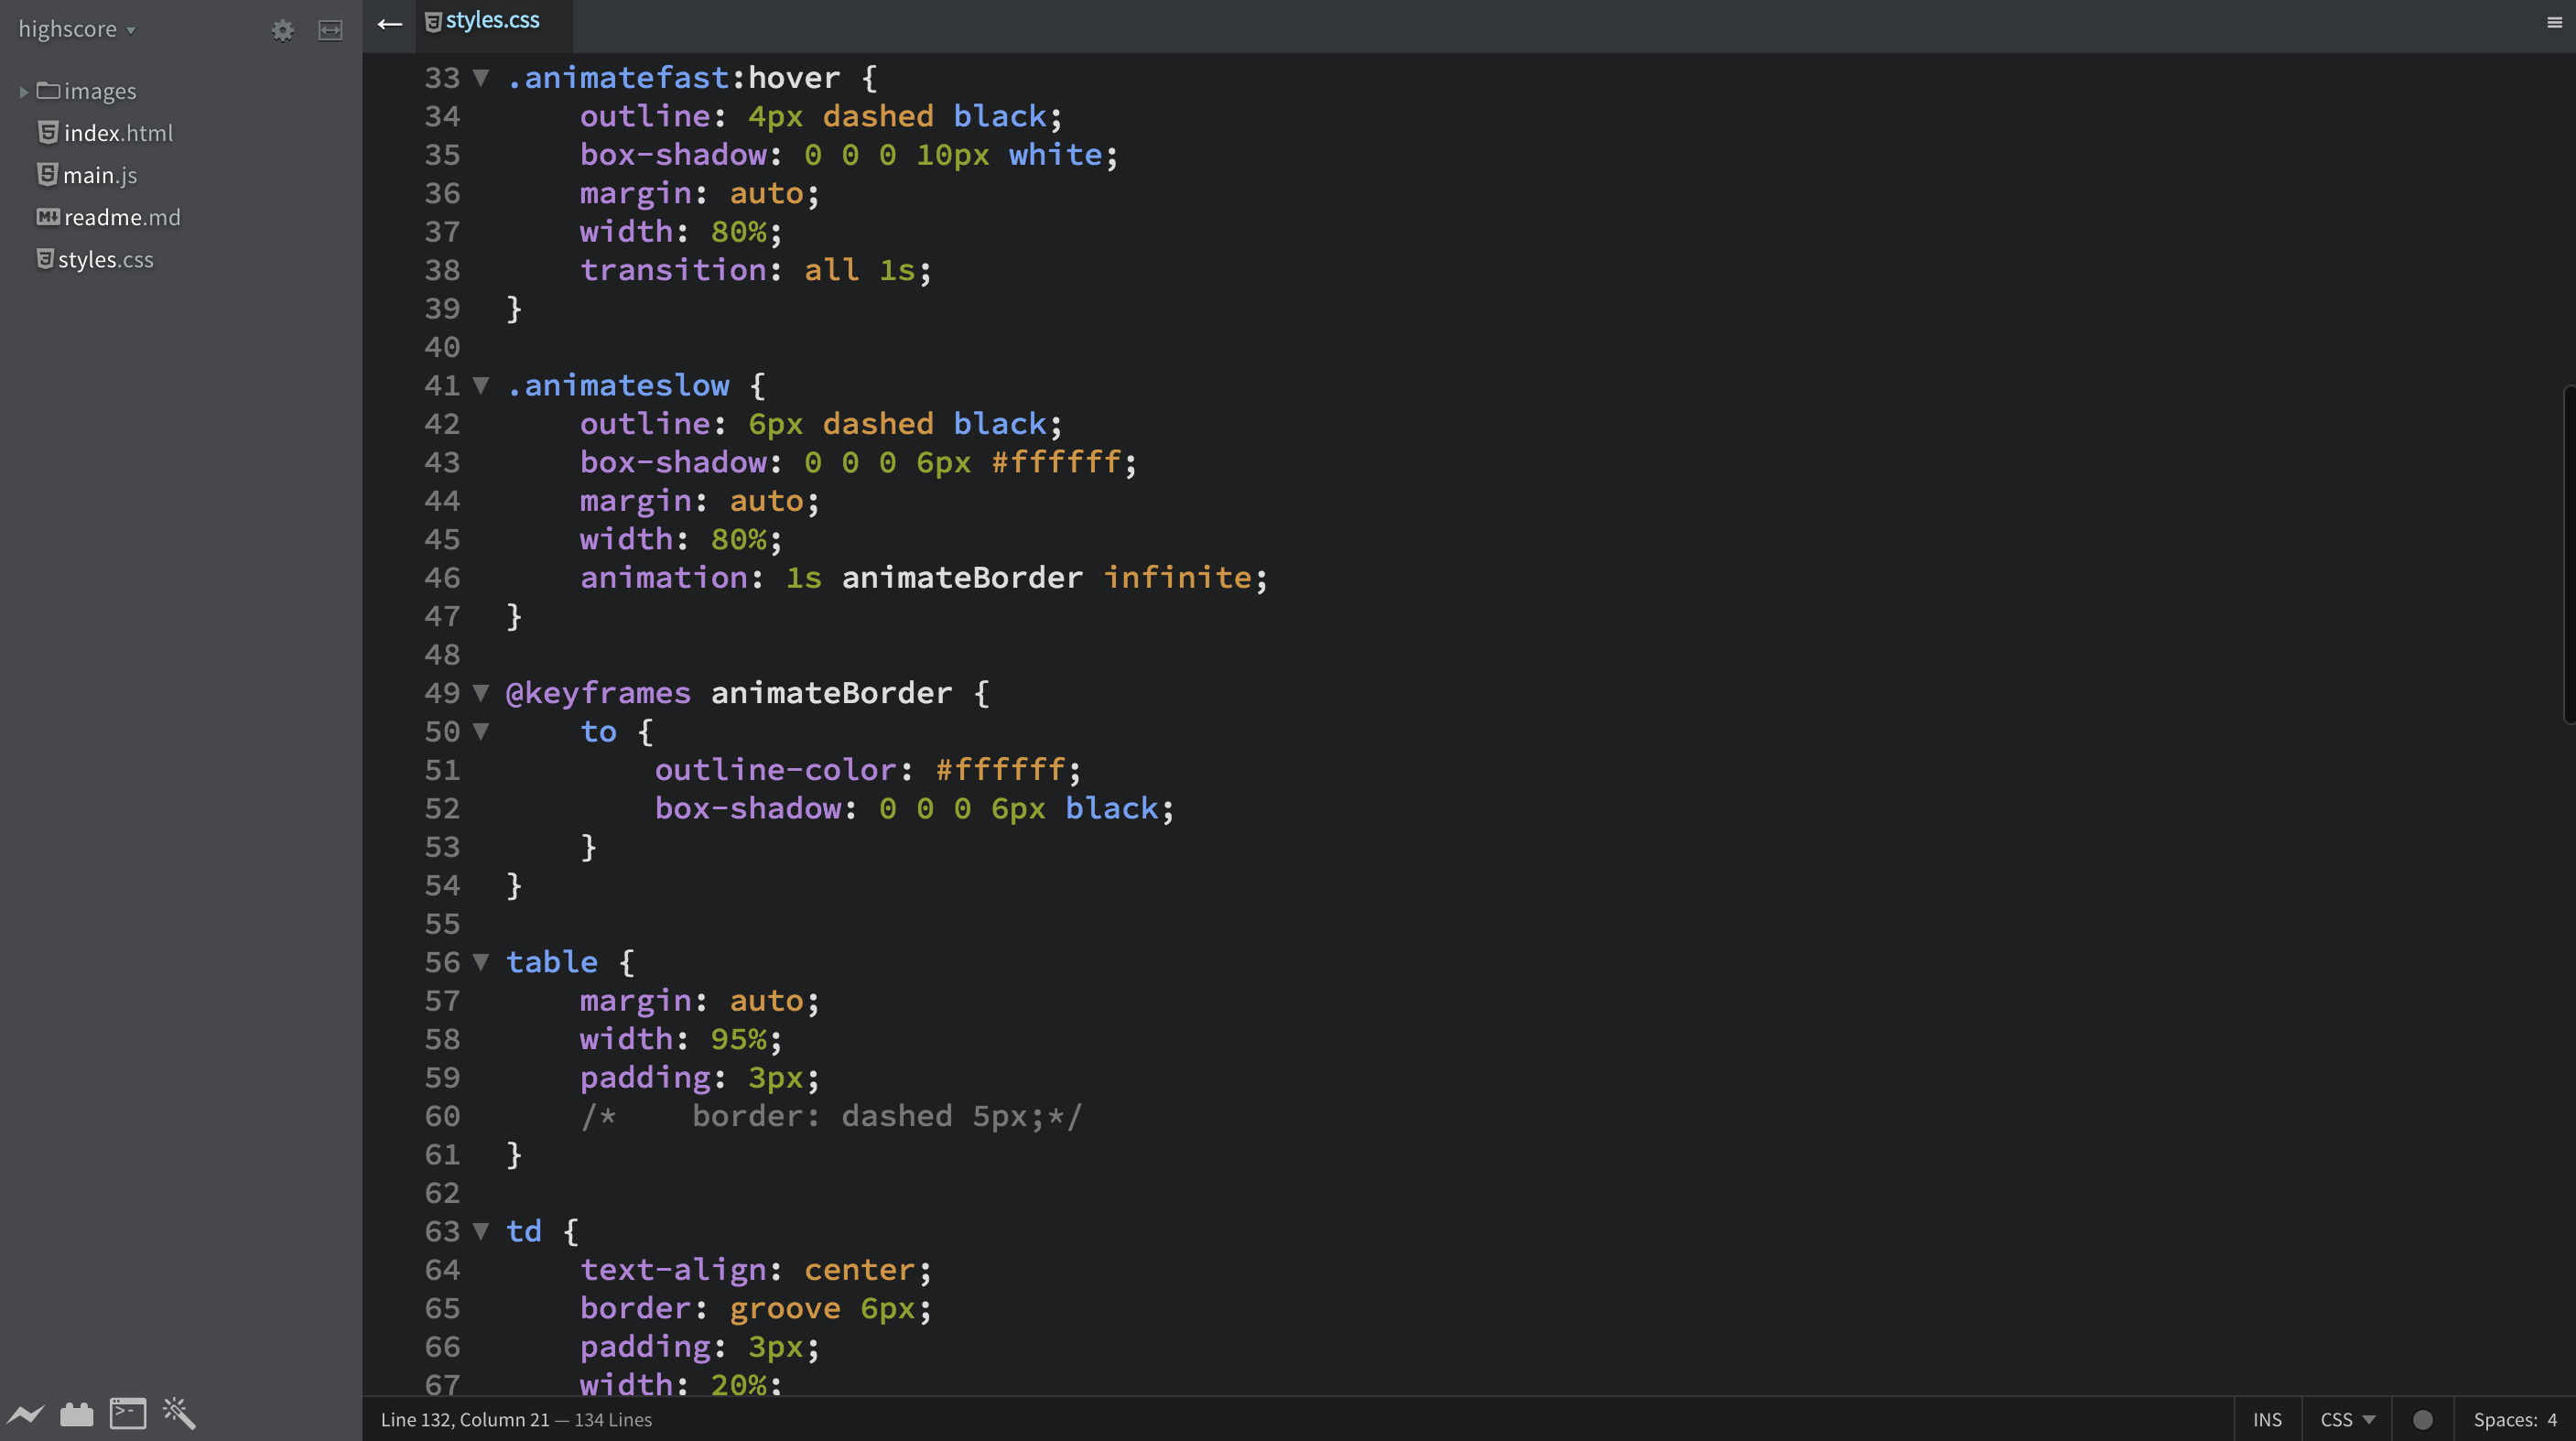 highscore
images
index.html
main.js
readme.md
styles.css
styles.css
33 .animatefast:hover {
34     outline: 4px dashed black;
35     box-shadow: 0 0 0 10px white;
36     margin: auto;
37     width: 80%;
38     transition: all 1s;
39 }
40
41 .animateslow {
42     outline: 6px dashed black;
43     box-shadow: 0 0 0 6px #ffffff;
44     margin: auto;
45     width: 80%;
46     animation: 1s animateBorder infinite;
47 }
48
49 @keyframes animateBorder {
50     to {
51         outline-color: #ffffff;
52         box-shadow: 0 0 0 6px black;
53     }
54 }
55
56 table {
57     margin: auto;
58     width: 95%;
59     padding: 3px;
60     /*    border: dashed 5px;*/
61 }
62
63 td {
64     text-align: center;
65     border: groove 6px;
66     padding: 3px;
67     width: 20%;
Line 132, Column 21 — 134 Lines
INS CSS Spaces: 4